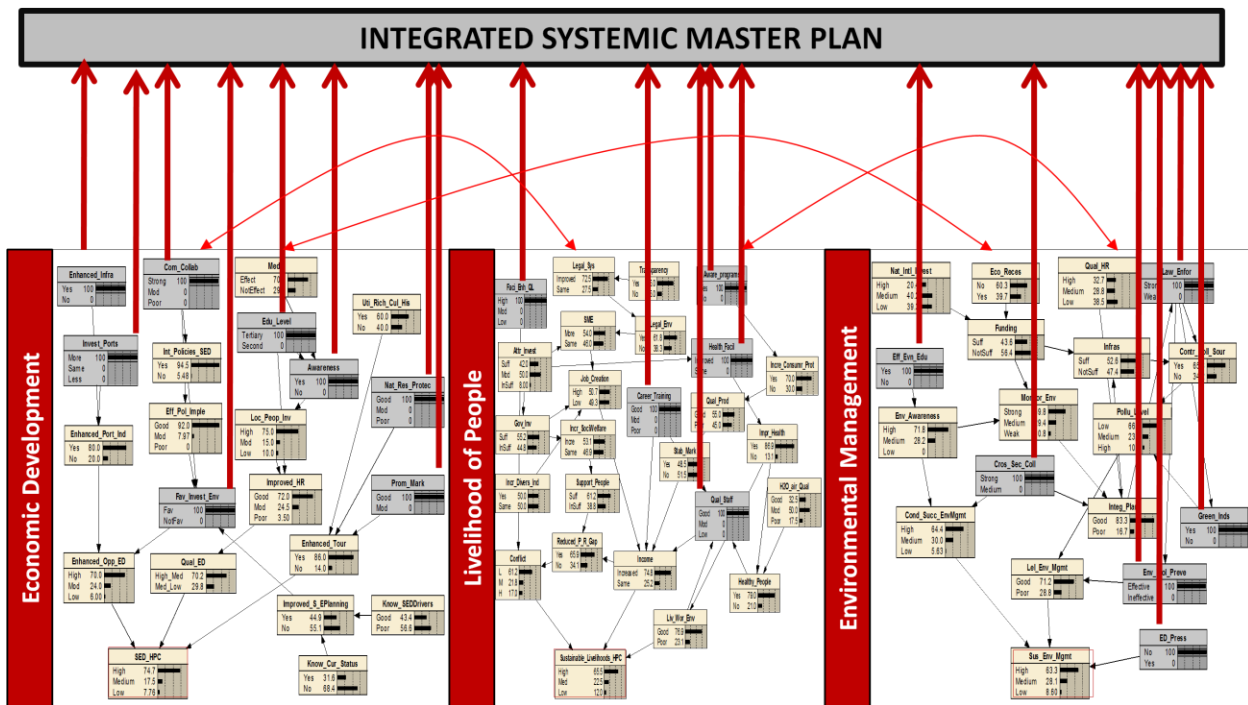 INTEGRATED SYSTEMIC MASTER PLAN
Economic Development
Enhanced_Infra
Yes 100
No 0
Com_Collab
Strong 100
Mod 0
Poor 0
Effect
NotEffect
Uti_Rich_Cul_His
Yes 60.0
No 40.0
Edu_Level
Tertiary 100
Second 0
Invest_Ports
More 100
Same 0
Less 0
Int_Policies_SED
Yes 94.5
No 5.48
Awareness
Yes 100
No 0
Nat_Res_Protec
Good 100
Mod 0
Poor 0
Eff_Pol_Imple
Good 92.0
Mod 7.97
Poor 0
Loc_Peop_Inv
High 75.0
Mod 15.0
Low 10.0
Enhanced_Port_Ind
Yes 80.0
No 20.0
Fav_Invest_Env
Fav 100
NotFav 0
Improved_HR
Good 72.0
Mod 24.5
Poor 3.50
Prom_Mark
Good 100
Mod 0
Enhanced_Tour
Yes 86.0
No 14.0
Enhanced_Opp_ED
High 70.0
Mod 24.0
Low 6.00
Qual_ED
High_Med 70.2
Med_Low 29.8
Improved_S_EPlanning
Yes 44.9
No 55.1
Know_SEDDrivers
Good 43.4
Poor 56.6
SED_HPC
High 74.7
Medium 17.5
Low 7.76
Know_Cur_Status
Yes 31.6
No 68.4
Livelihood of People
Legal_Sys
Improved 72.5
Same 27.5
Faci_Enh_QL
High 100
Mod 0
Low 0
SME
More 54.0
Same 46.0
Legal_Env
Attr_Invest
Suff 42.0
Mod 50.0
InSuff 8.00
Health_Facil
Incre_Consumr_Prot
Yes 70.0
No 30.0
Job_Creation
High 50.7
Low 49.3
Career_Training
Good 100
Mod 0
Poor 0
Qual_Prod
Good 55.0
Poor 45.0
Gov_Inv
Suff 55.2
InSuff 44.8
Incr_SocWelfare
Incre 53.1
Same 46.9
Impr_Health
Yes 86.9
No 13.1
Stab_Mark
Yes 48.5
No 51.5
Incr_Divers_Ind
Yes 50.0
No 50.0
Support_People
Suff 61.2
InSuff 38.8
Qual_Staff
Good 100
Mod 0
Poor 0
H2O_air_Qual
Good 32.5
Mod 50.0
Poor 17.5
Reduced_P_R_Gap
Yes 65.9
No 34.1
Conflict
L 61.2
M 21.8
H 17.0
Income
Increased 74.8
Same 25.2
Healthy_People
Yes 79.0
No 21.0
Liv_Wor_Env
Good 76.9
Poor 23.1
Sustainable_Livelihoods_HPC
High 65.5
Med 22.5
Low 12.0
Environmental Management
Nat_Intl_Invest
High
Medium
Low
Eco_Reces
No 60.3
Yes 39.7
Qual_HR
High 32.7
Medium 28.8
Low 38.5
Law_Enfor
Funding
Suff 43.6
NotSuff 56.4
Infras
Suff 52.6
NotSuff 47.4
Eff_Evn_Edu
Yes 100
No 0
Env_Awareness
High 71.8
Medium 28.2
Low 0
Strong
Medium
Weak
Pollu_Level
Low
Medium
High
Cros_Sec_Coll
Strong 100
Medium 0
Cond_Succ_EnvMgmt
High 64.4
Medium 30.0
Low 5.63
Good 83.3
Poor 16.7
Green_Inds
Yes 100
No 0
Lel_Env_Mgmt
Good 71.2
Poor 28.8
Effective
Ineffective
ED_Press
No 100
Yes 0
Sus_Env_Mgmt
High 63.3
Medium 28.1
Low 8.60